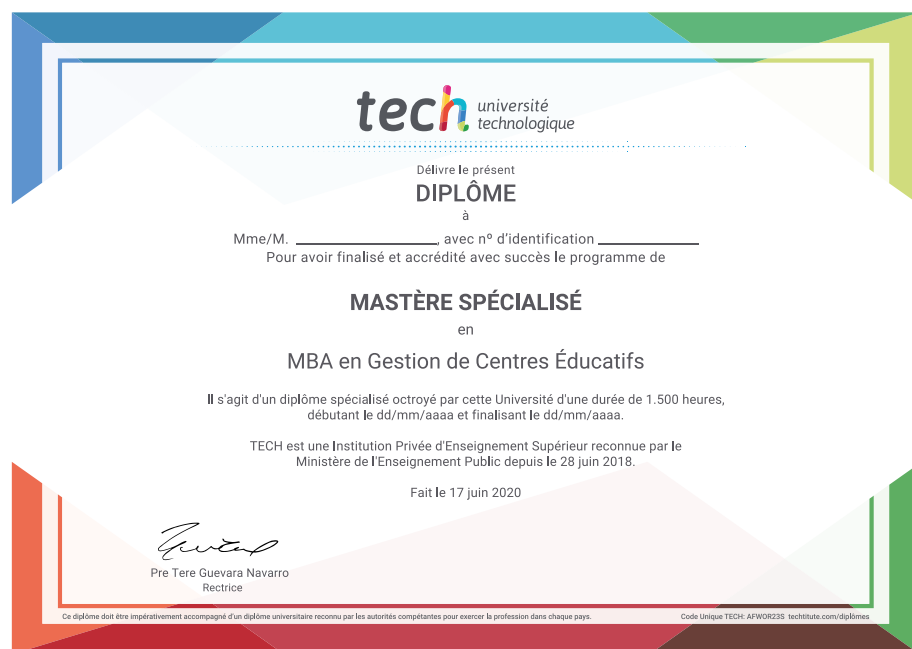 tech université
technologique
Délivre le présent
DIPLÔME
à
Mme/M. ____________________, avec nº d'identification ______________
Pour avoir finalisé et accrédité avec succès le programme de
MASTÈRE SPÉCIALISÉ
en
MBA en Gestion de Centres Éducatifs
Il s'agit d'un diplôme spécialisé octroyé par cette Université d'une durée de 1.500 heures,
débutant le dd/mm/aaaa et finalisant le dd/mm/aaaa.
TECH est une Institution Privée d'Enseignement Supérieur reconnue par le
Ministère de l'Enseignement Public depuis le 28 juin 2018.
Fait le 17 juin 2020
Pre Tere Guevara Navarro
Rectrice
Ce diplôme doit être impérativement accompagné d'un diplôme universitaire reconnu par les autorités compétantes pour exercer la profession dans chaque pays.
Code Unique TECH: AFWOR23S techtitute.com/diplômes